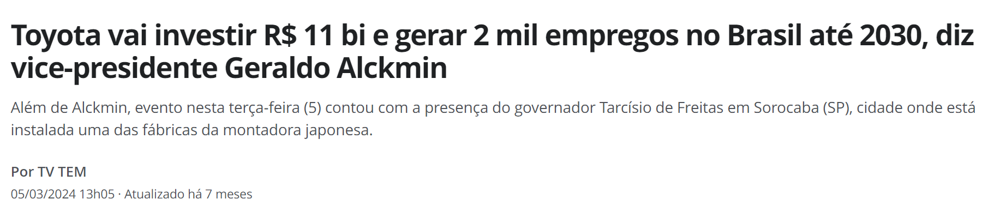 Toyota vai investir R$ 11 bi e gerar 2 mil empregos no Brasil até 2030, diz
vice-presidente Geraldo Alckmin
Além de Alckmin, evento nesta terça-feira (5) contou com a presença do governador Tarcísio de Freitas em Sorocaba (SP), cidade onde está
instalada uma das fábricas da montadora japonesa.
Por TV TEM
05/03/2024 13h05 · Atualizado há 7 meses